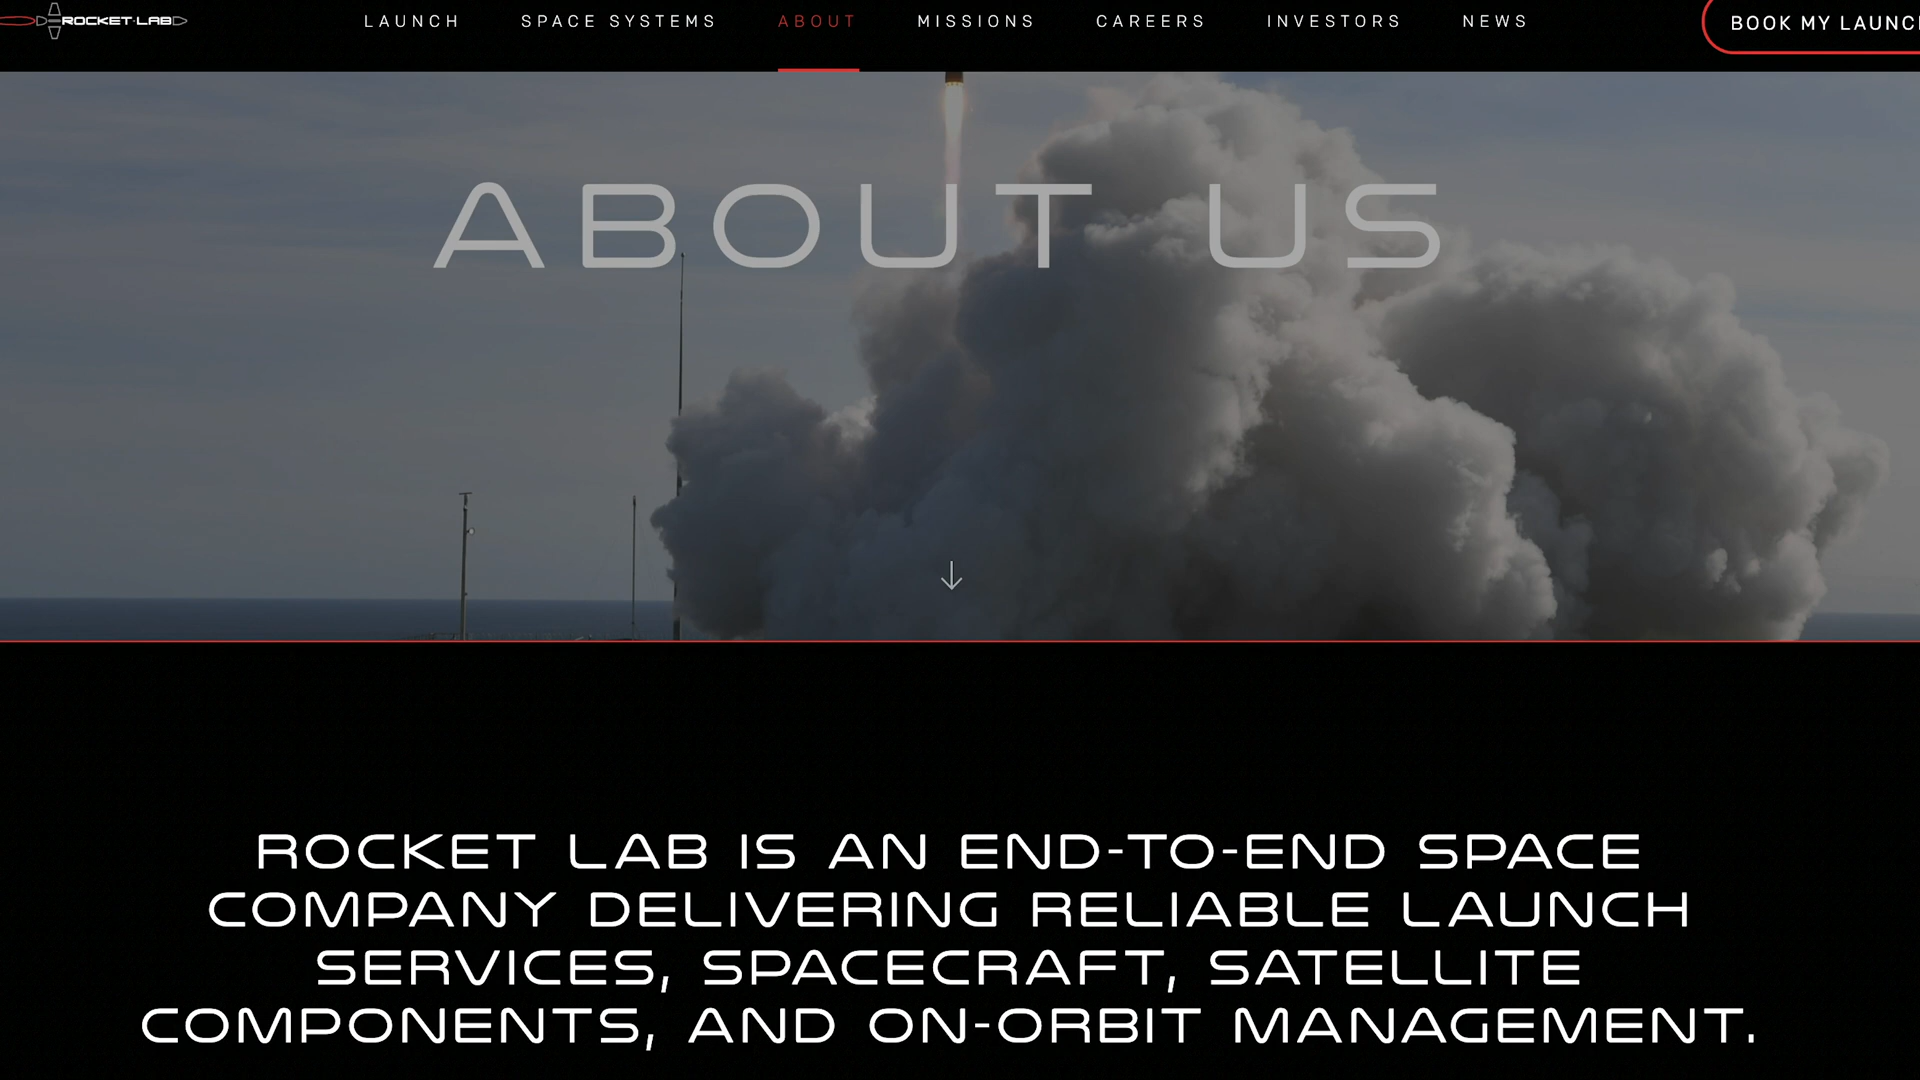 ROCKET LAB
LAUNCH SPACE SYSTEMS ABOUT MISSIONS CAREERS INVESTORS NEWS BOOK MY LAUNC
ABOUT US
ROCKET LAB IS AN END-TO-END SPACE
COMPANY DELIVERING RELIABLE LAUNCH
SERVICES, SPACECRAFT, SATELLITE
COMPONENTS, AND ON-ORBIT MANAGEMENT.